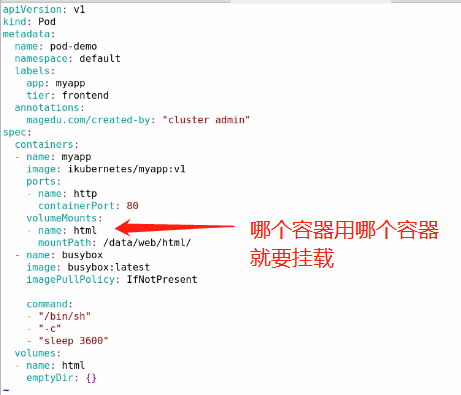 apiVersion: v1
kind: Pod
metadata:
  name: pod-demo
  namespace: default
  labels:
    app: myapp
    tier: frontend
  annotations:
    magedu.com/created-by: "cluster admin"
spec:
  containers:
  - name: myapp
    image: ikubernetes/myapp:v1
    ports:
    - name: http
      containerPort: 80
    volumeMounts:
    - name: html
      mountPath: /data/web/html/
  - name: busybox
    image: busybox:latest
    imagePullPolicy: IfNotPresent
    command:
    - "/bin/sh"
    - "-c"
    - "sleep 3600"
  volumes:
  - name: html
    emptyDir: {}
~
哪个容器用哪个容器
就要挂载